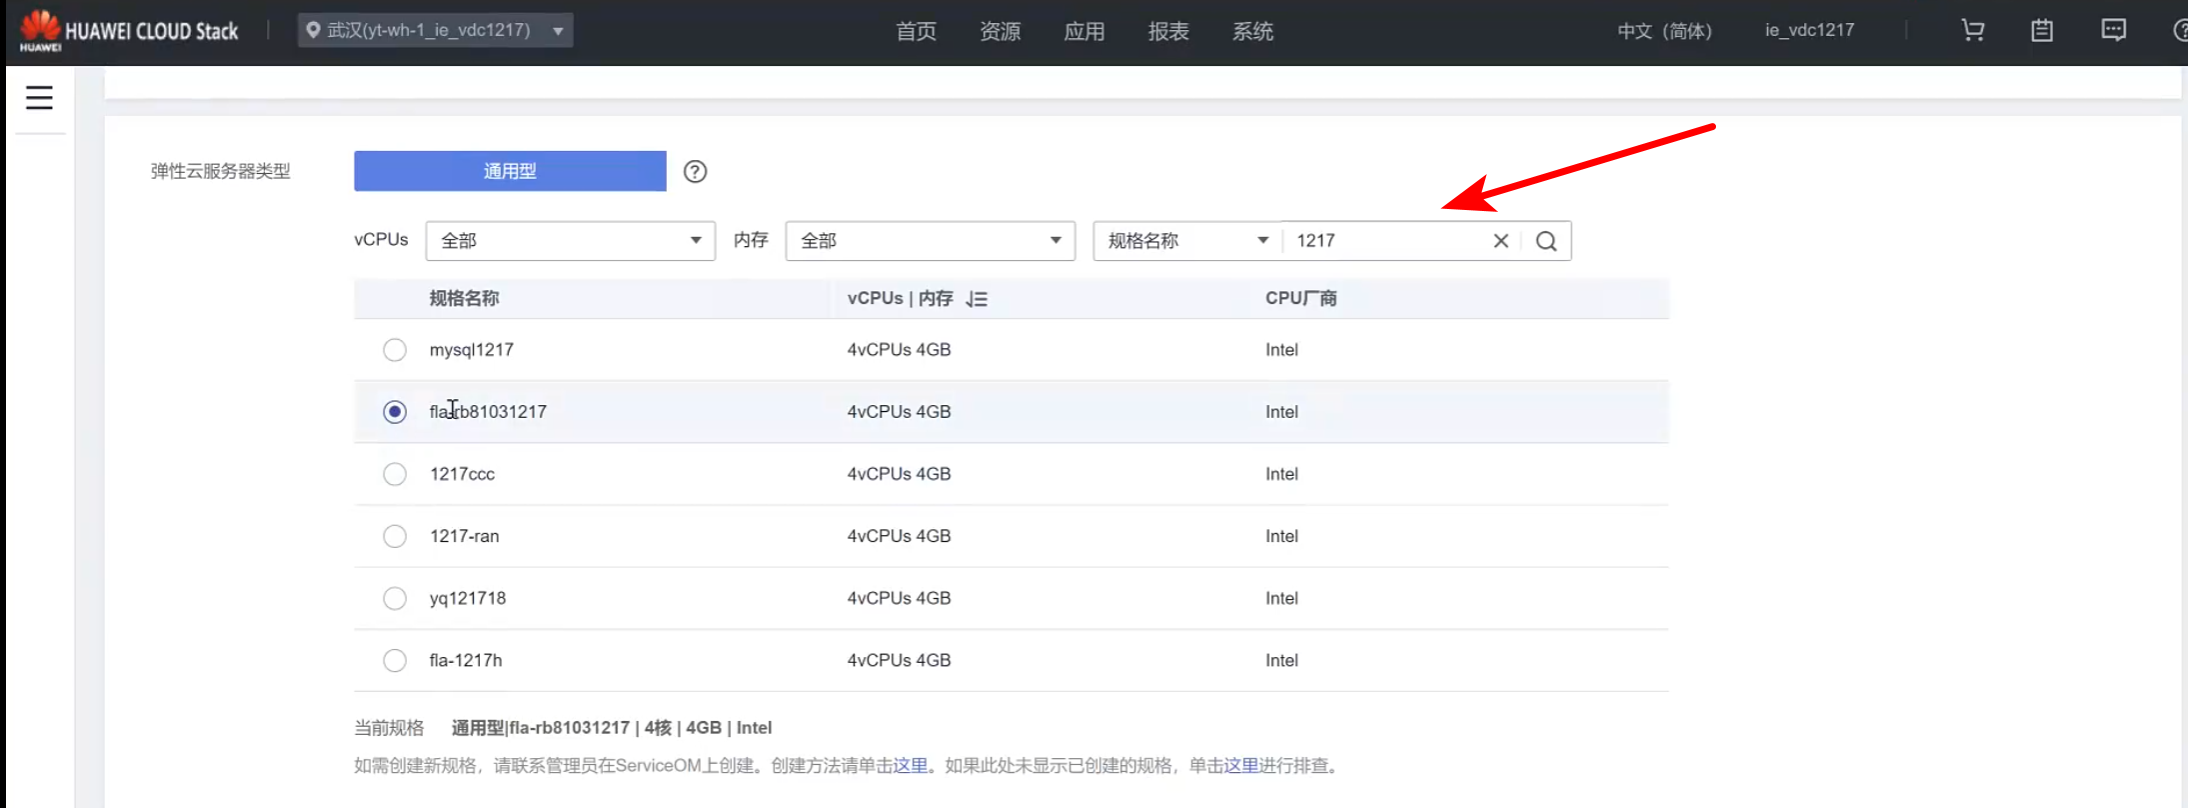 HUAWEI HUAWEI CLOUD Stack 武汉(yt-wh-1_ie_vdc1217) 首页 资源 应用 报表 系统 中文（简体） ie_vdc1217
弹性云服务器类型 通用型
vCPUs 全部 内存 全部 规格名称 1217
规格名称 vCPUs | 内存 CPU厂商
mysql1217 4vCPUs 4GB Intel
fla-rb81031217 4vCPUs 4GB Intel
1217ccc 4vCPUs 4GB Intel
1217-ran 4vCPUs 4GB Intel
yq121718 4vCPUs 4GB Intel
fla-1217h 4vCPUs 4GB Intel
当前规格 通用型|fla-rb81031217 | 4核 | 4GB | Intel
如需创建新规格，请联系管理员在ServiceOM上创建。创建方法请单击这里。如果此处未显示已创建的规格，单击这里进行排查。